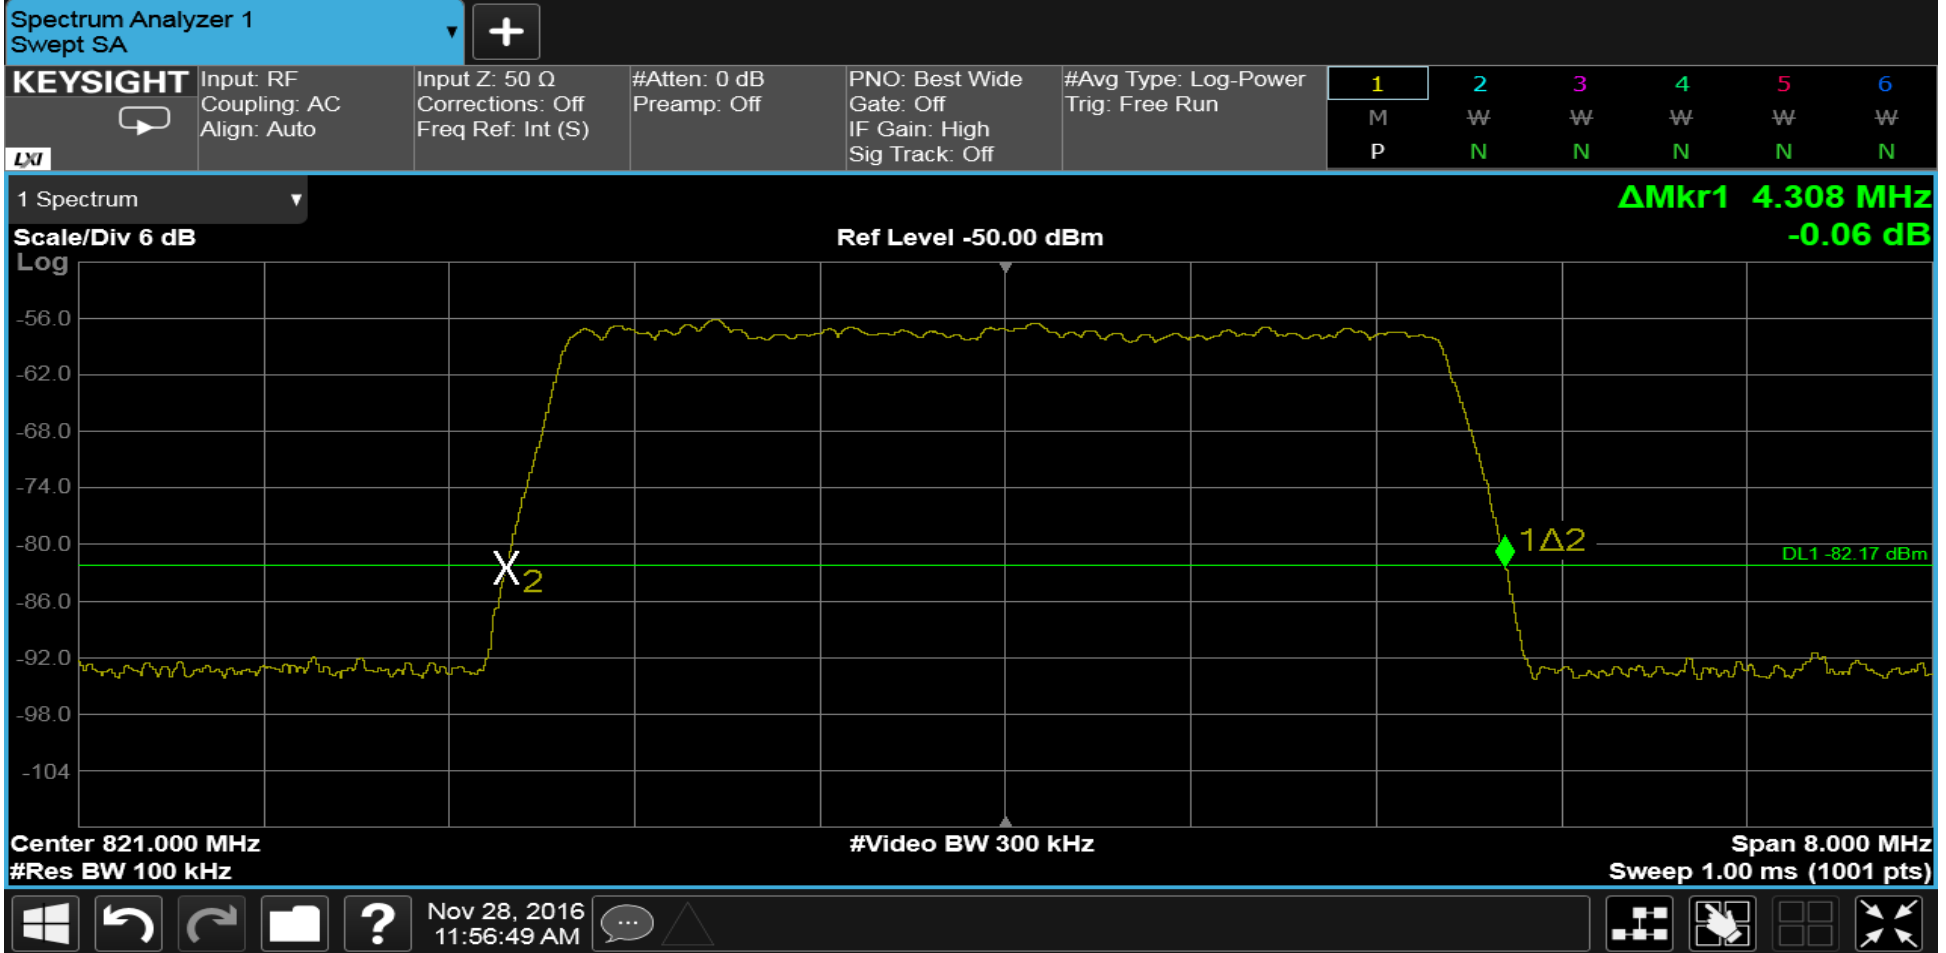 Spectrum Analyzer 1
Swept SA
KEYSIGHT
LXI
Input: RF
Coupling: AC
Align: Auto
Input Z: 50 Ω
Corrections: Off
Freq Ref: Int (S)
#Atten: 0 dB
Preamp: Off
PNO: Best Wide
Gate: Off
IF Gain: High
Sig Track: Off
#Avg Type: Log-Power
Trig: Free Run
1 2 3 4 5 6
M W W W W W
P N N N N N
1 Spectrum
ΔMkr1 4.308 MHz
-0.06 dB
Scale/Div 6 dB
Ref Level -50.00 dBm
Log
-56.0
-62.0
-68.0
-74.0
-80.0
-86.0
-92.0
-98.0
-104
X2
1Δ2
DL1 -82.17 dBm
Center 821.000 MHz
#Video BW 300 kHz
Span 8.000 MHz
#Res BW 100 kHz
Sweep 1.00 ms (1001 pts)
?
Nov 28, 2016
11:56:49 AM